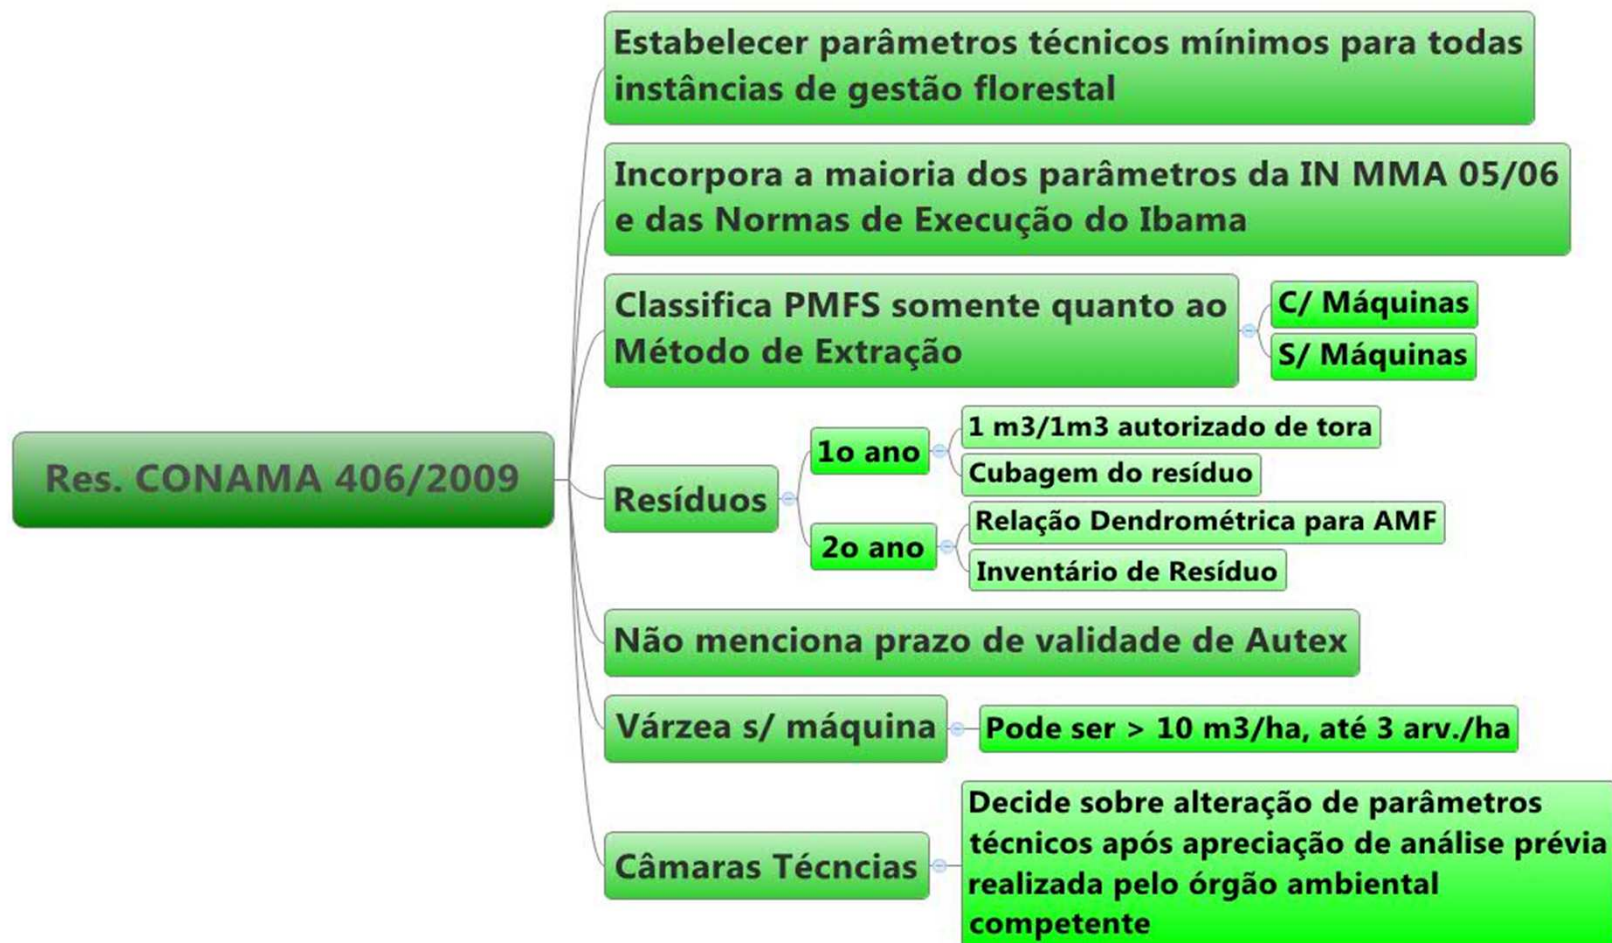 Estabelecer parâmetros técnicos mínimos para todas
instâncias de gestão florestal
Incorpora a maioria dos parâmetros da IN MMA 05/06
e das Normas de Execução do Ibama
Classifica PMFS somente quanto ao
Método de Extração
C/ Máquinas
S/ Máquinas
Res. CONAMA 406/2009
Resíduos
1o ano
1 m3/1m3 autorizado de tora
Cubagem do resíduo
2o ano
Relação Dendrométrica para AMF
Inventário de Resíduo
Não menciona prazo de validade de Autex
Várzea s/ máquina
Pode ser > 10 m3/ha, até 3 arv./ha
Câmaras Técncias
Decide sobre alteração de parâmetros
técnicos após apreciação de análise prévia
realizada pelo órgão ambiental
competente